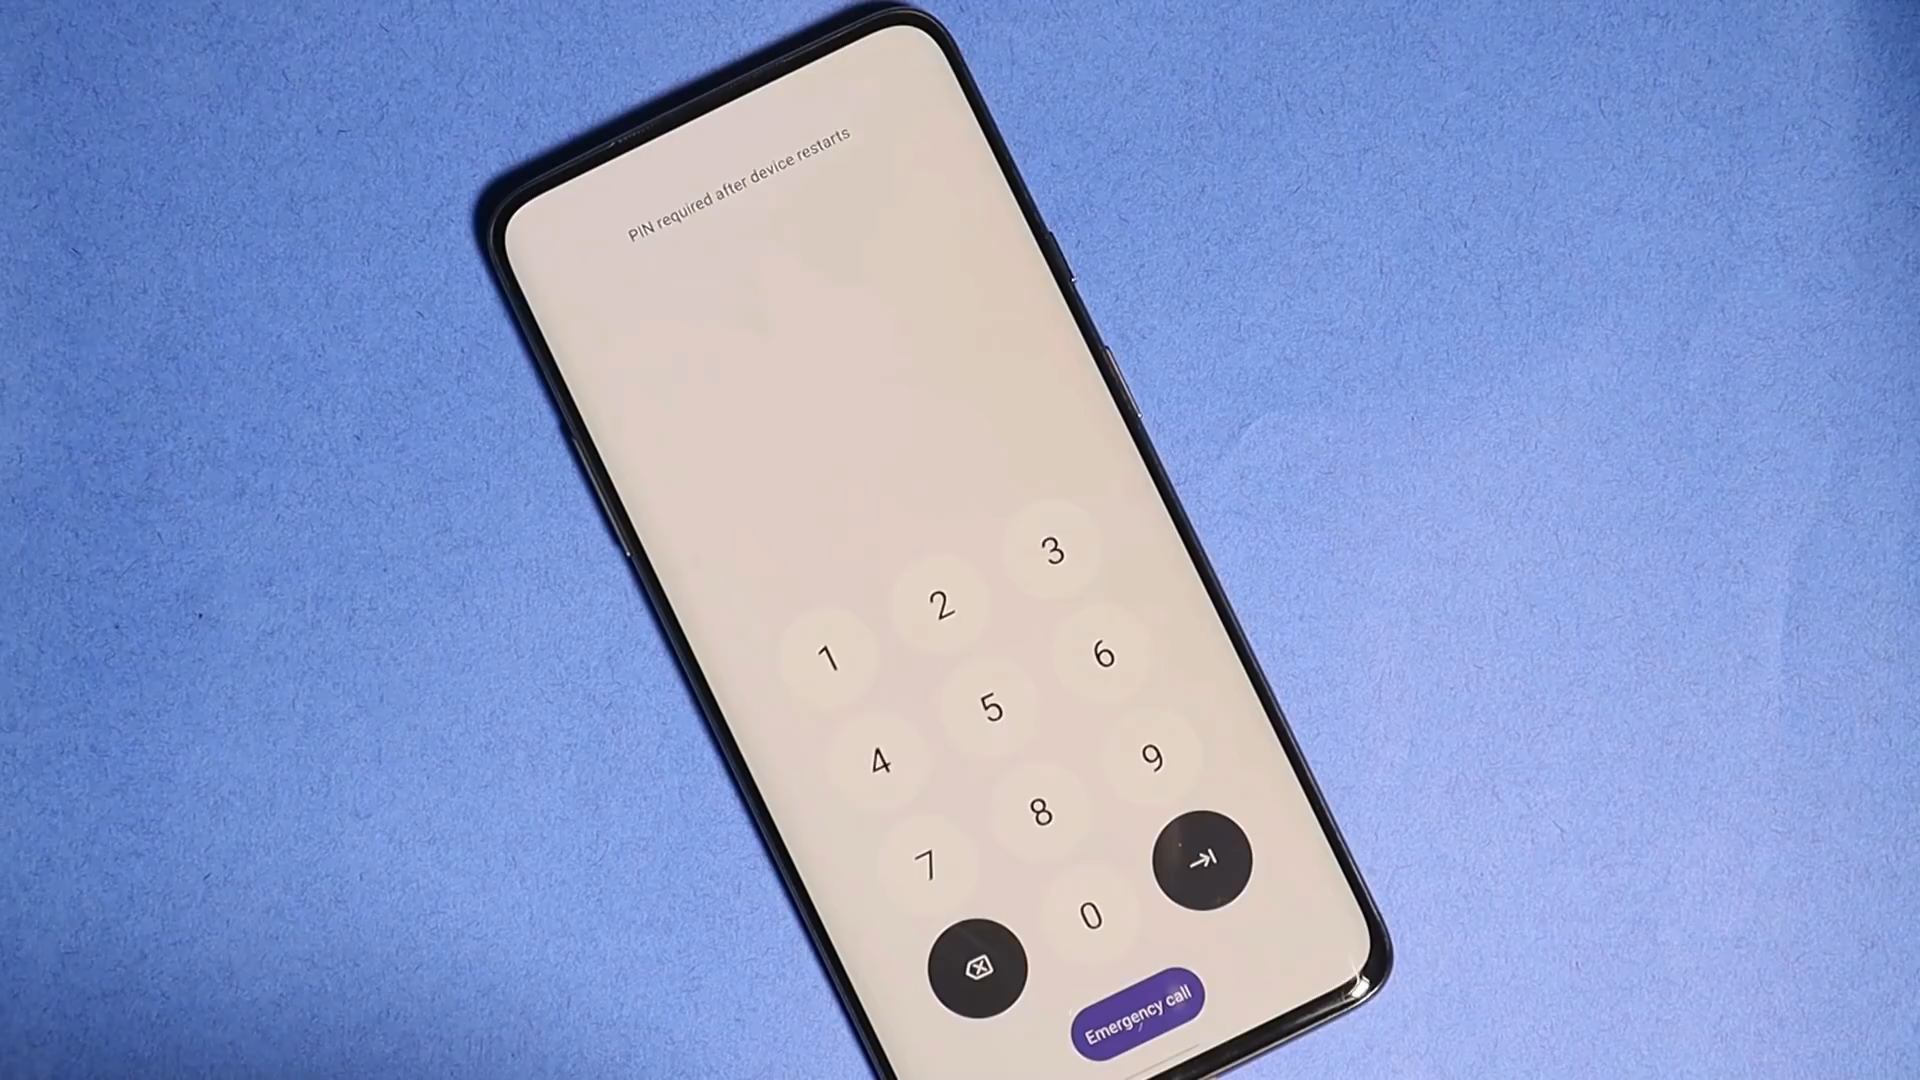 PIN required after device restarts
1 2 3
4 5 6
7 8 9
0
Emergency call